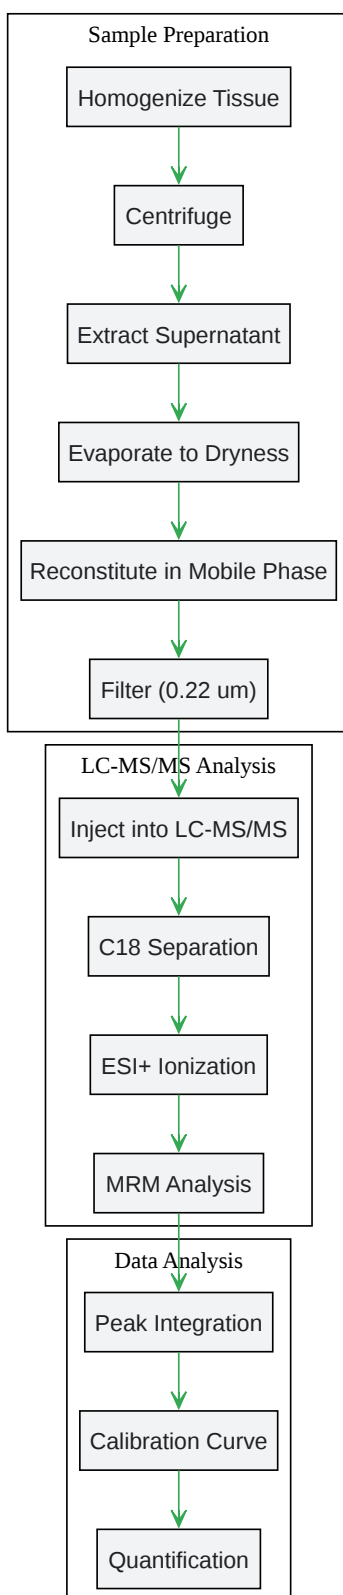 Sample Preparation
Homogenize Tissue
Centrifuge
Extract Supernatant
Evaporate to Dryness
Reconstitute in Mobile Phase
Filter (0.22 um)
LC-MS/MS Analysis
Inject into LC-MS/MS
C18 Separation
ESI+ Ionization
MRM Analysis
Data Analysis
Peak Integration
Calibration Curve
Quantification